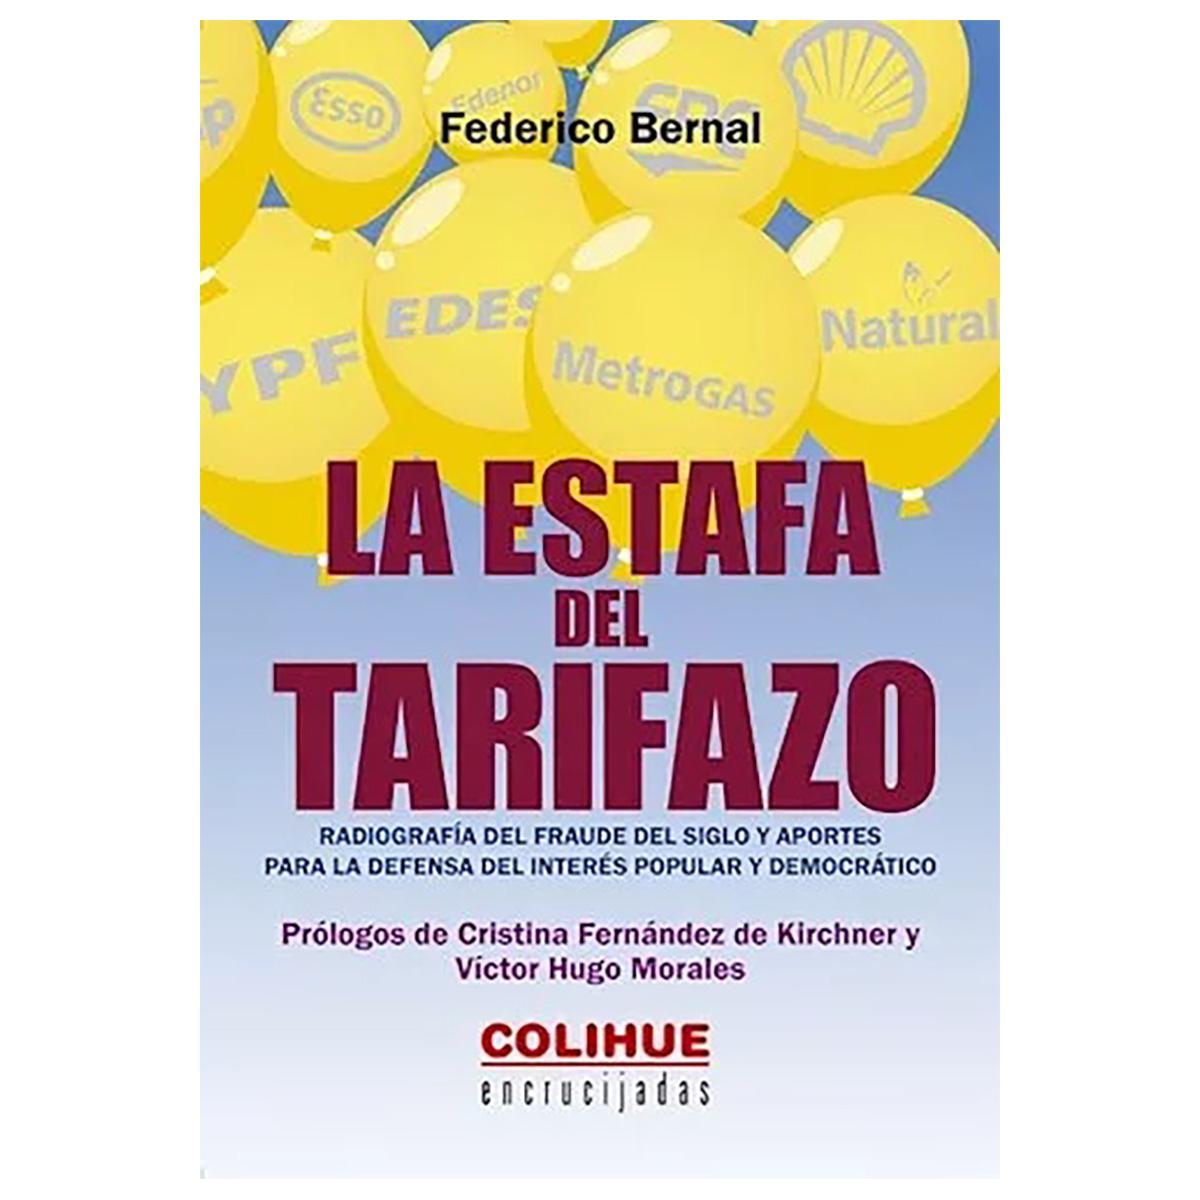 ESSO
Edenor
Federico Bernal
YPF
EDES
MetroGAS
Natural
LA ESTAFA
DEL
TARIFAZO
RADIOGRAFÍA DEL FRAUDE DEL SIGLO Y APORTES
PARA LA DEFENSA DEL INTERÉS POPULAR Y DEMOCRÁTICO
Prólogos de Cristina Fernández de Kirchner y
Víctor Hugo Morales
COLIHUE
encrucijadas